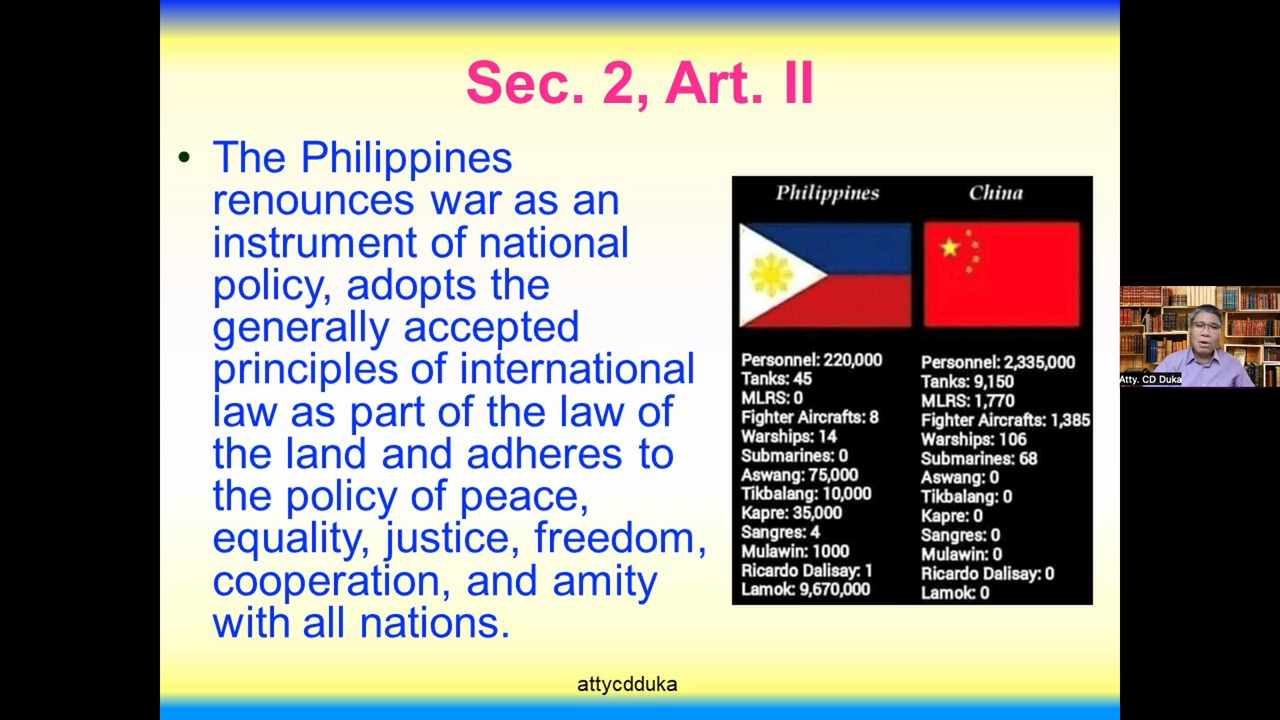 Sec. 2, Art. II
• The Philippines
renounces war as an
instrument of national
policy, adopts the
generally accepted
principles of international
law as part of the law of
the land and adheres to
the policy of peace,
equality, justice, freedom,
cooperation, and amity
with all nations.
Philippines
Personnel: 220,000
Tanks: 45
MLRS: 0
Fighter Aircrafts: 8
Warships: 14
Submarines: 0
Aswang: 75,000
Tikbalang: 10,000
Kapre: 35,000
Sangres: 4
Mulawin: 1000
Ricardo Dalisay: 1
Lamok: 9,670,000
China
Personnel: 2,335,000
Tanks: 9,150
MLRS: 1,770
Fighter Aircrafts: 1,385
Warships: 106
Submarines: 68
Aswang: 0
Tikbalang: 0
Kapre: 0
Sangres: 0
Mulawin: 0
Ricardo Dalisay: 0
Lamok: 0
Atty. CD Duka
attycdduka